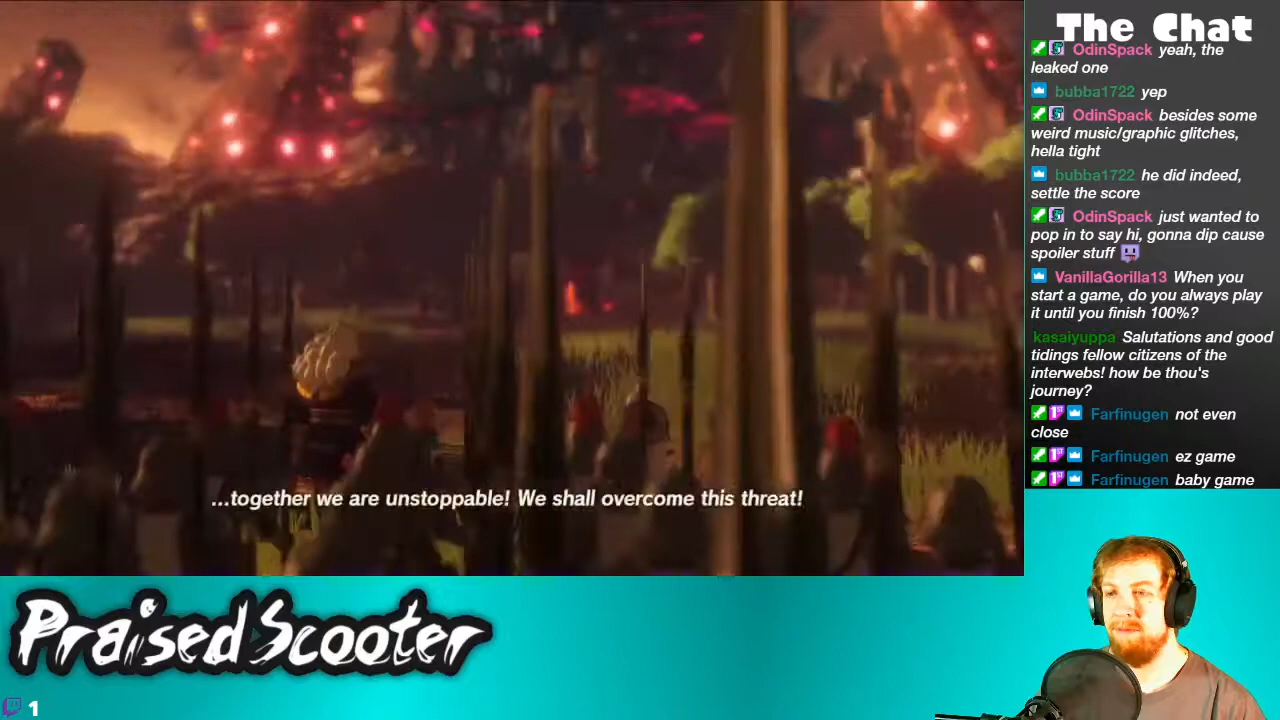 The Chat
OdinSpack yeah, the
leaked one
bubba1722 yep
OdinSpack besides some
weird music/graphic glitches,
hella tight
bubba1722 he did indeed,
settle the score
OdinSpack just wanted to
pop in to say hi, gonna dip cause
spoiler stuff
VanillaGorilla13 When you
start a game, do you always play
it until you finish 100%?
kasaiyuppa Salutations and good
tidings fellow citizens of the
interwebs! how be thou's
journey?
1ST Farfinugen not even
close
1ST Farfinugen ez game
1ST Farfinugen baby game
...together we are unstoppable! We shall overcome this threat!
PraisedScooter
1